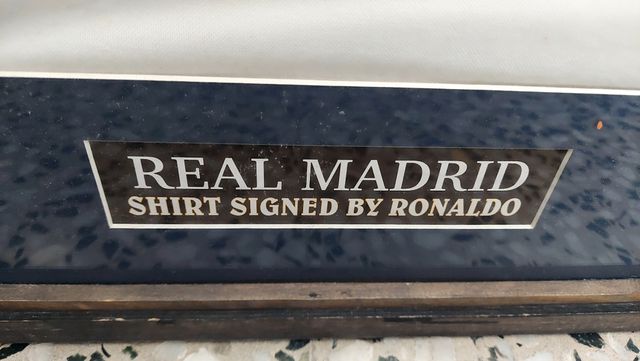 REAL MADRID
SHIRT SIGNED BY RONALDO